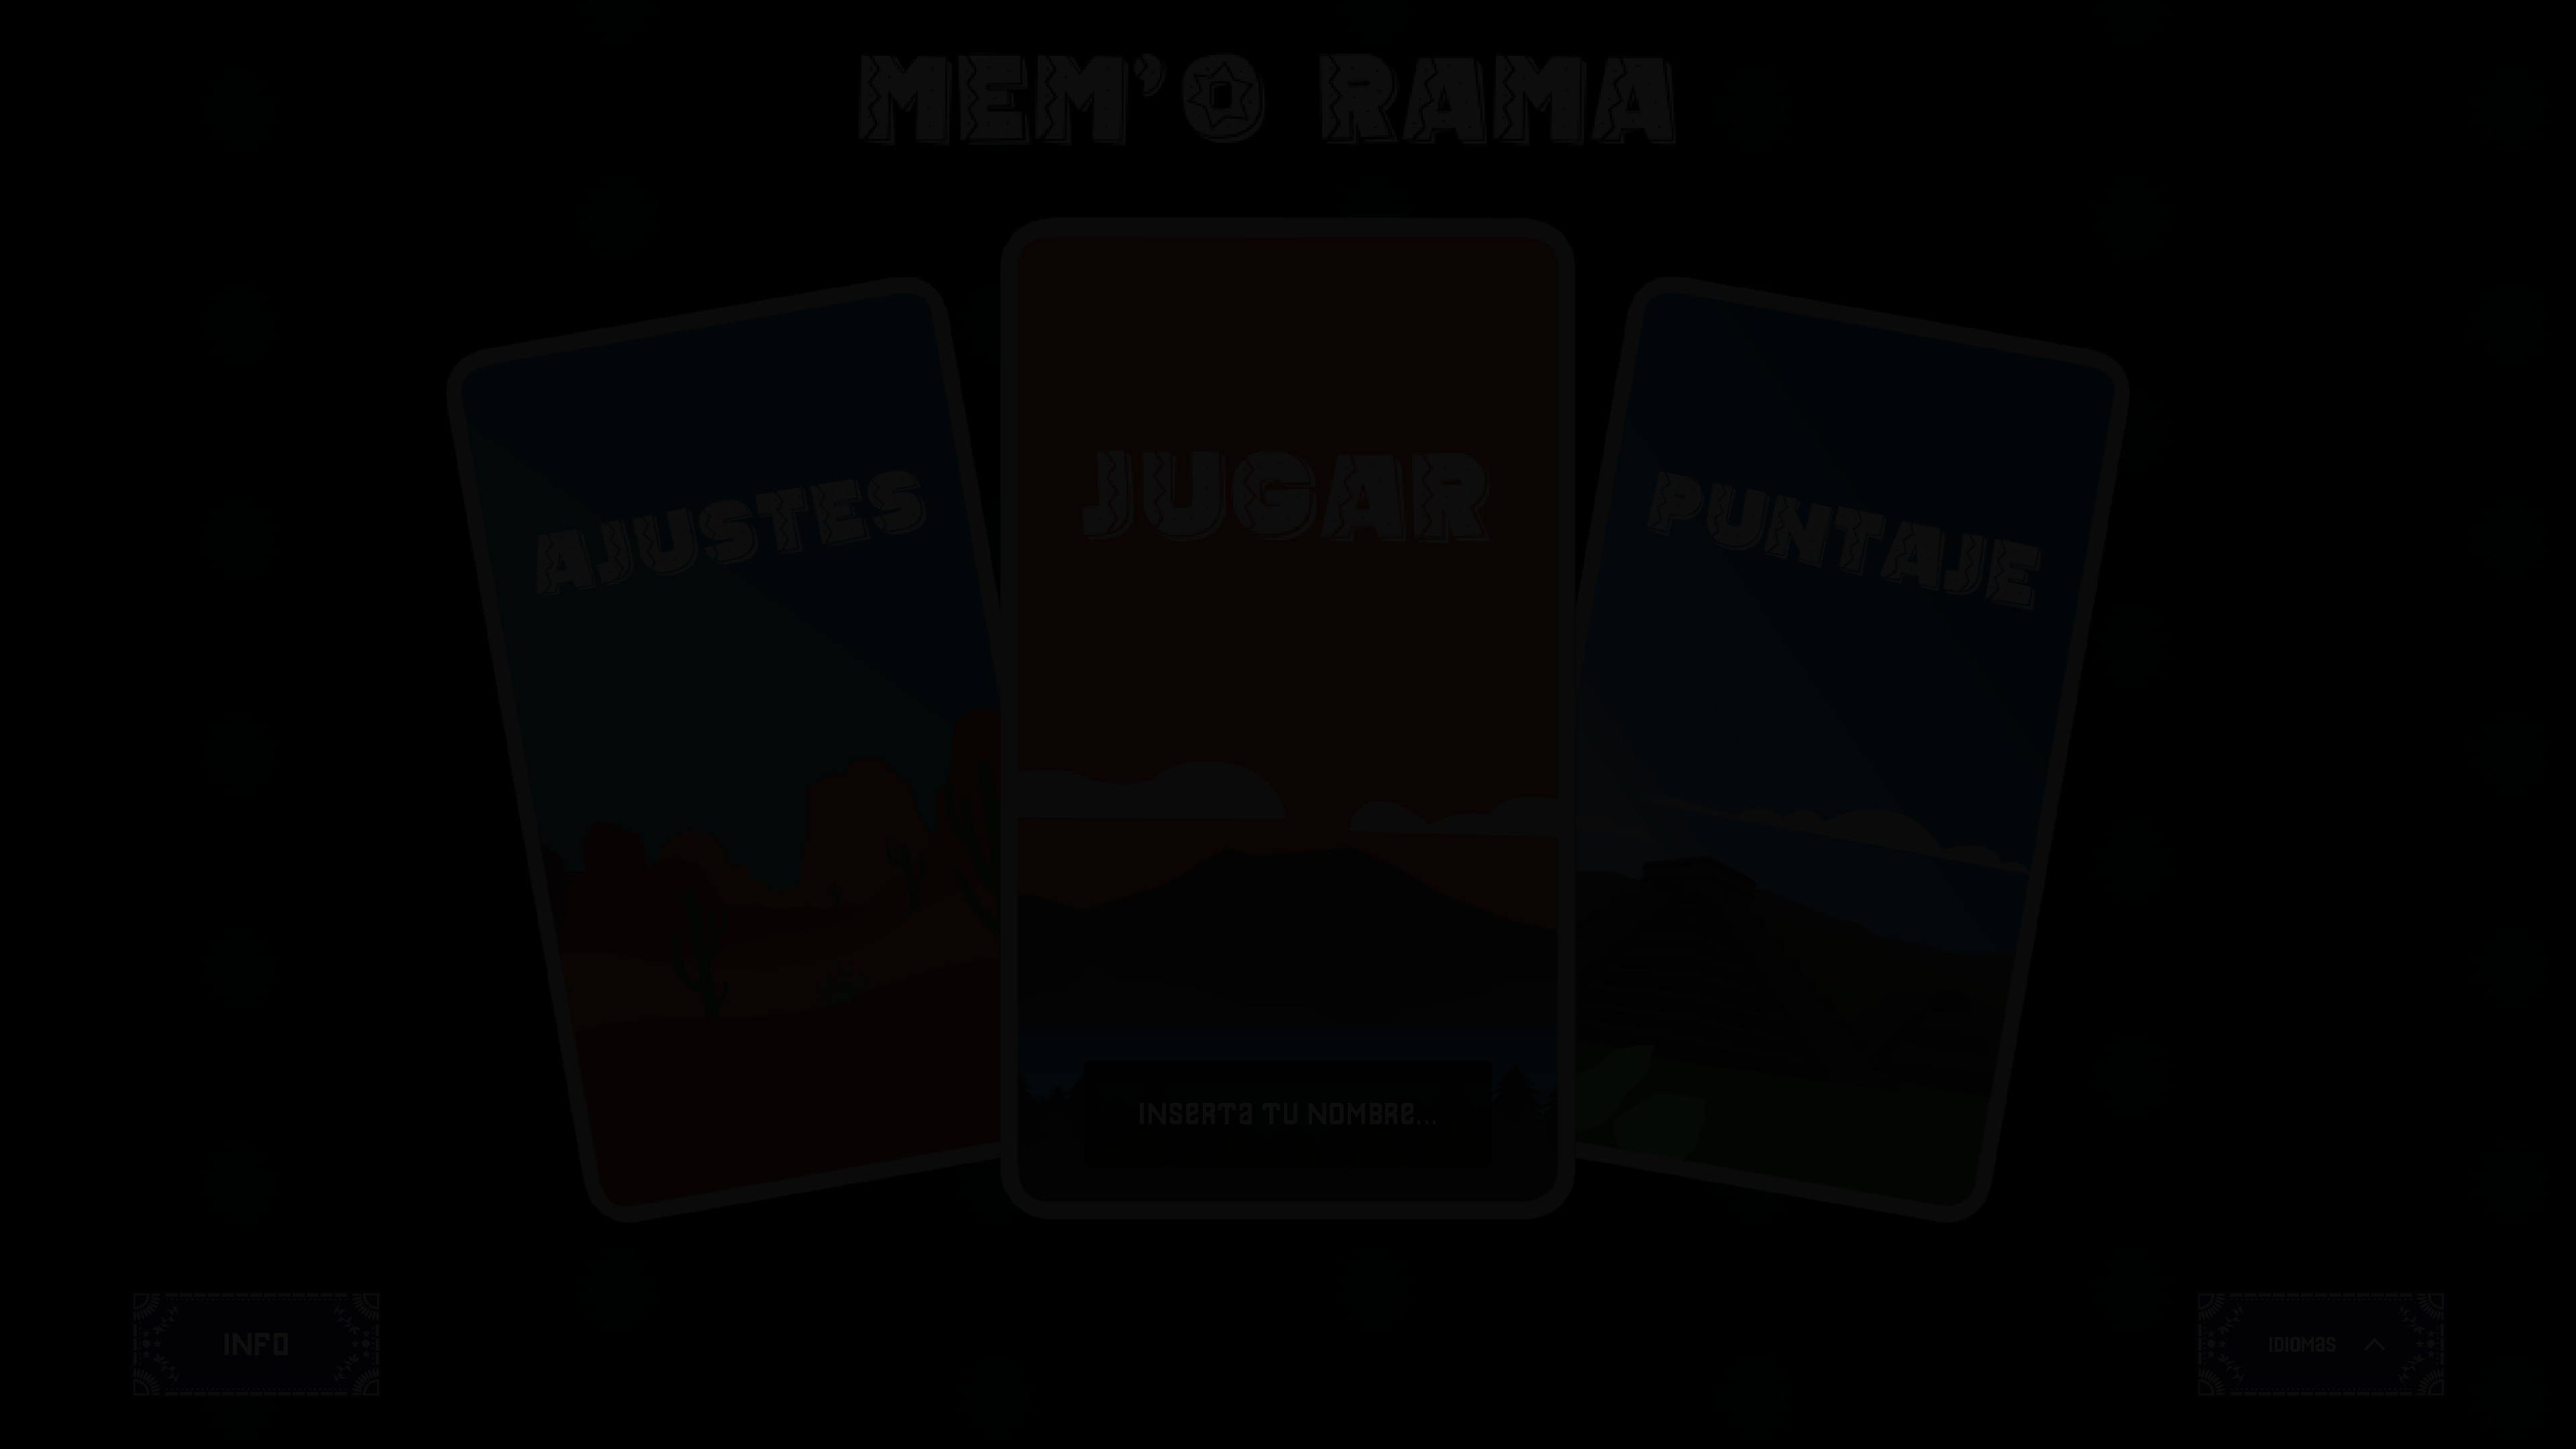 MEM'O RAMA
AJUSTES
JUGAR
PUNTAJE
INSERTA TU NOMBRE...
INFO
IDIOMAS